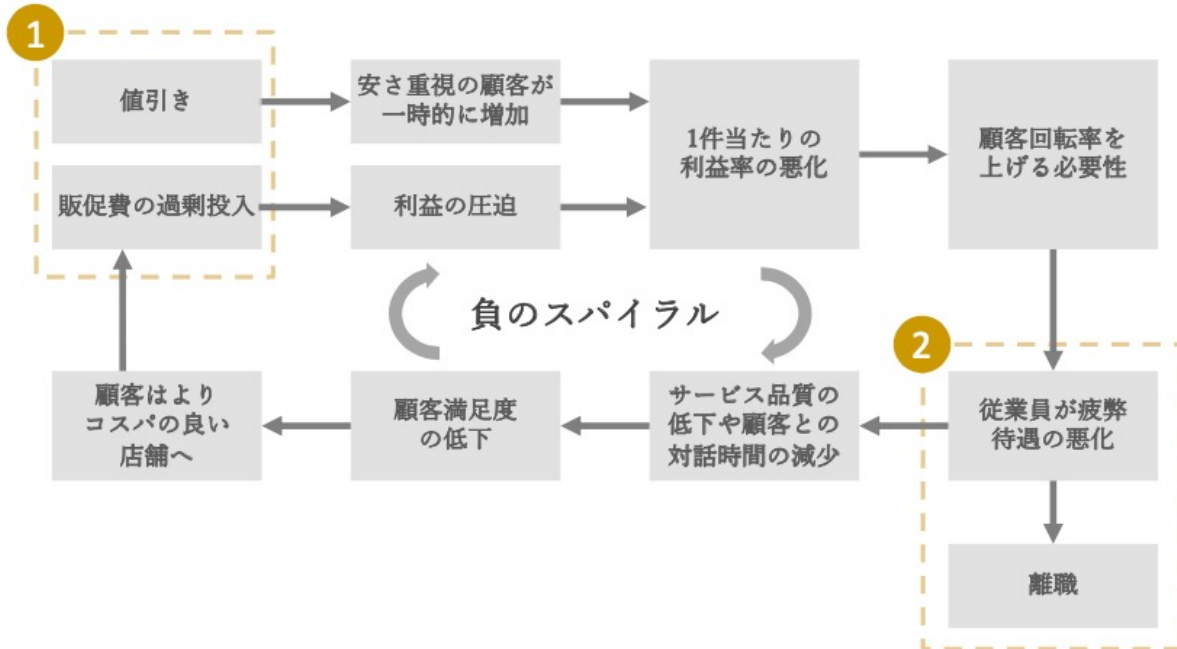 1
値引き
安さ重視の顧客が
一時的に増加
1件当たりの
利益率の悪化
顧客回転率を
上げる必要性
販促費の過剰投入
利益の圧迫
負のスパイラル
2
顧客はより
コスパの良い
店舗へ
顧客満足度
の低下
サービス品質の
低下や顧客との
対話時間の減少
従業員が疲弊
待遇の悪化
離職